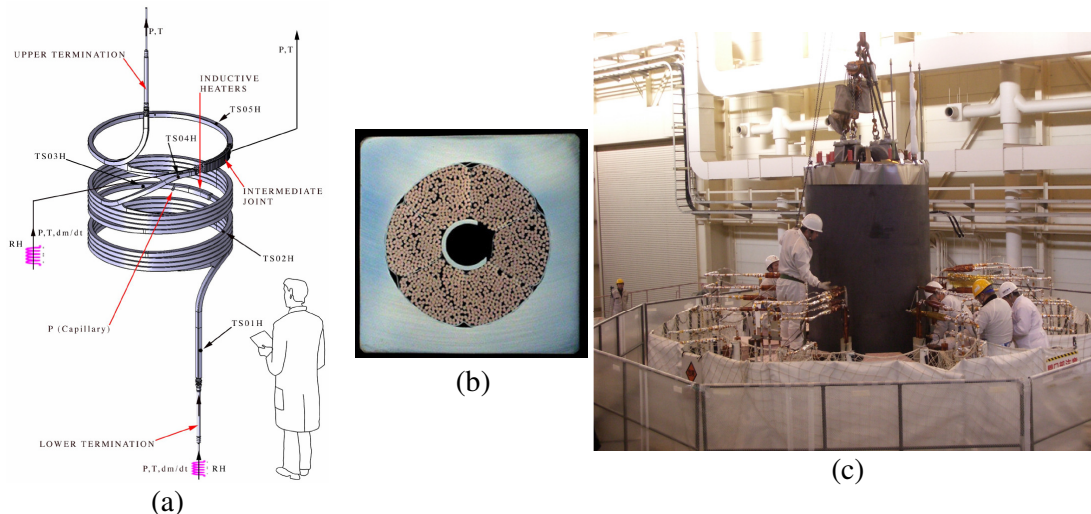 P,T
UPPER TERMINATION
INDUCTIVE
HEATERS
P,T
TS05H
TS04H
TS03H
INTERMEDIATE
JOINT
P,T,dm/dt
RH
TS02H
P (Capillary)
TS01H
LOWER TERMINATION
P,T,dm/dt
RH
(a)
(b)
(c)